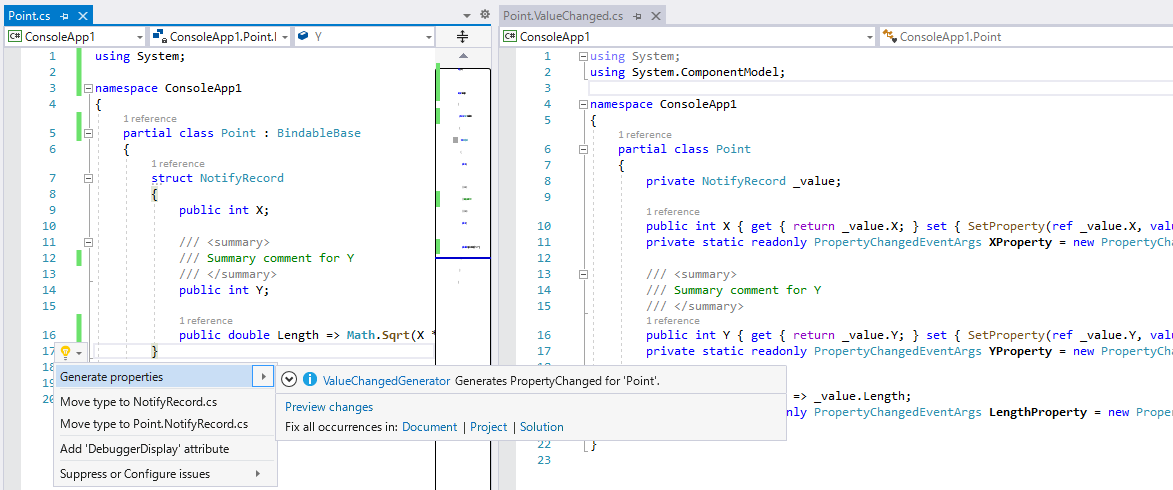 Point.cs
ConsoleApp1
ConsoleApp1.Point.
Y
1 using System;
2
3 namespace ConsoleApp1
4 {
1 reference
5 partial class Point : BindableBase
6 {
1 reference
7 struct NotifyRecord
8 {
9 public int X;
10
11 /// <summary>
12 /// Summary comment for Y
13 /// </summary>
14 public int Y;
15
1 reference
16 public double Length => Math.Sqrt(X *
17 }
18
19
20
Generate properties
Move type to NotifyRecord.cs
Move type to Point.NotifyRecord.cs
Add 'DebuggerDisplay' attribute
Suppress or Configure issues
ValueChangedGenerator Generates PropertyChanged for 'Point'.
Preview changes
Fix all occurrences in: Document | Project | Solution
Point.ValueChanged.cs
ConsoleApp1
ConsoleApp1.Point
1 using System;
2 using System.ComponentModel;
3
4 namespace ConsoleApp1
5 {
1 reference
6 partial class Point
7 {
8 private NotifyRecord _value;
9
1 reference
10 public int X { get { return _value.X; } set { SetProperty(ref _value.X, valu
11 private static readonly PropertyChangedEventArgs XProperty = new PropertyCha
12
13 /// <summary>
14 /// Summary comment for Y
15 /// </summary>
1 reference
16 public int Y { get { return _value.Y; } set { SetProperty(ref _value.Y, valu
17 private static readonly PropertyChangedEventArgs YProperty = new PropertyCha
=> _value.Length;
only PropertyChangedEventArgs LengthProperty = new Proper
22 }
23